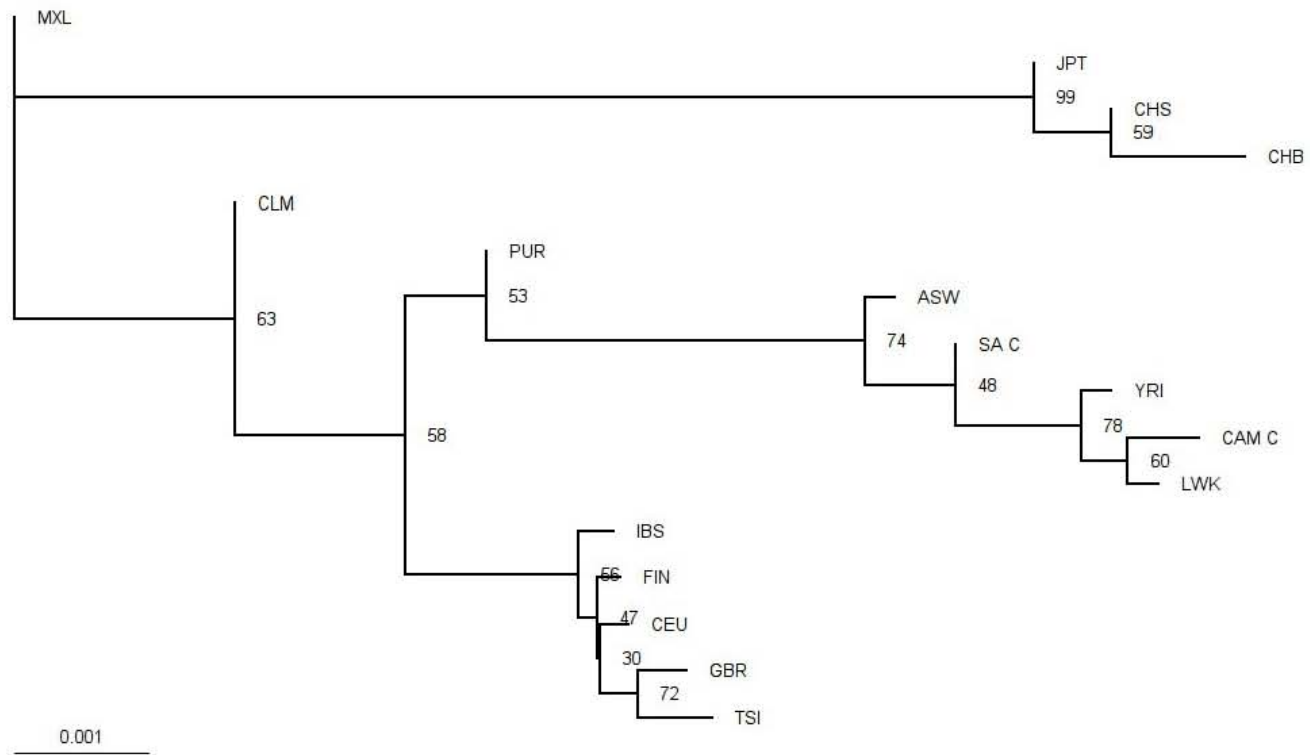 MXL
JPT
99
CHS
59
CHB
CLM
PUR
53
ASW
63
74
SA C
48
YRI
58
78
CAM C
60
LWK
IBS
56
FIN
47
CEU
30
GBR
72
TSI
0.001